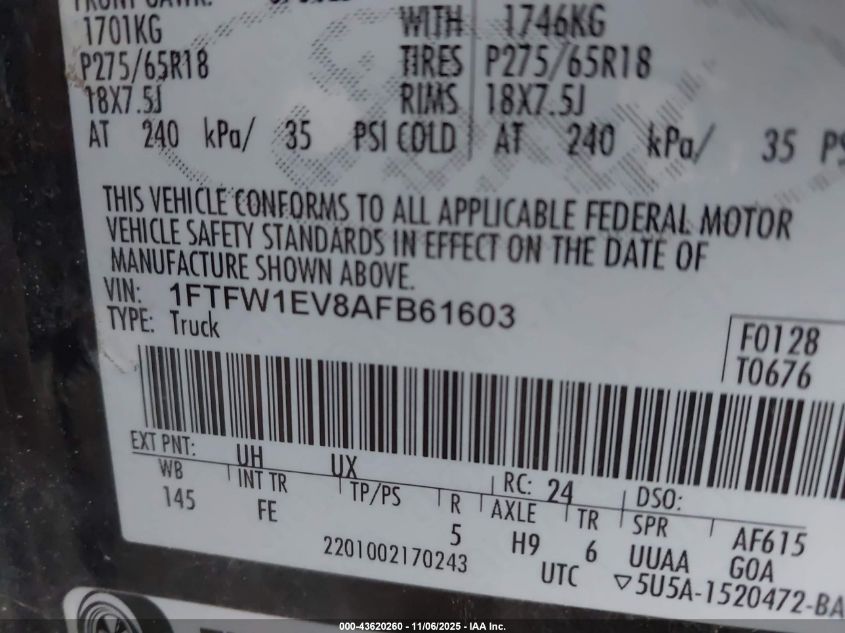 1701KG WITH 1746KG
P275/65R18 TIRES P275/65R18
18X7.5J RIMS 18X7.5J
AT 240 kPa/ 35 PSI COLD AT 240 kPa/ 35 PS
THIS VEHICLE CONFORMS TO ALL APPLICABLE FEDERAL MOTOR
VEHICLE SAFETY STANDARDS IN EFFECT ON THE DATE OF
MANUFACTURE SHOWN ABOVE.
VIN: 1FTFW1EV8AFB61603
TYPE: Truck
F0128
T0676
EXT PNT: UH UX RC: 24 DSO:
WB INT TR TP/PS R AXLE TR SPR AF615
145 FE 5 H9 6 UUAA G0A
2201002170243 UTC ▽5U5A-1520472-BA
000-43620260 - 11/06/2025 - IAA Inc.